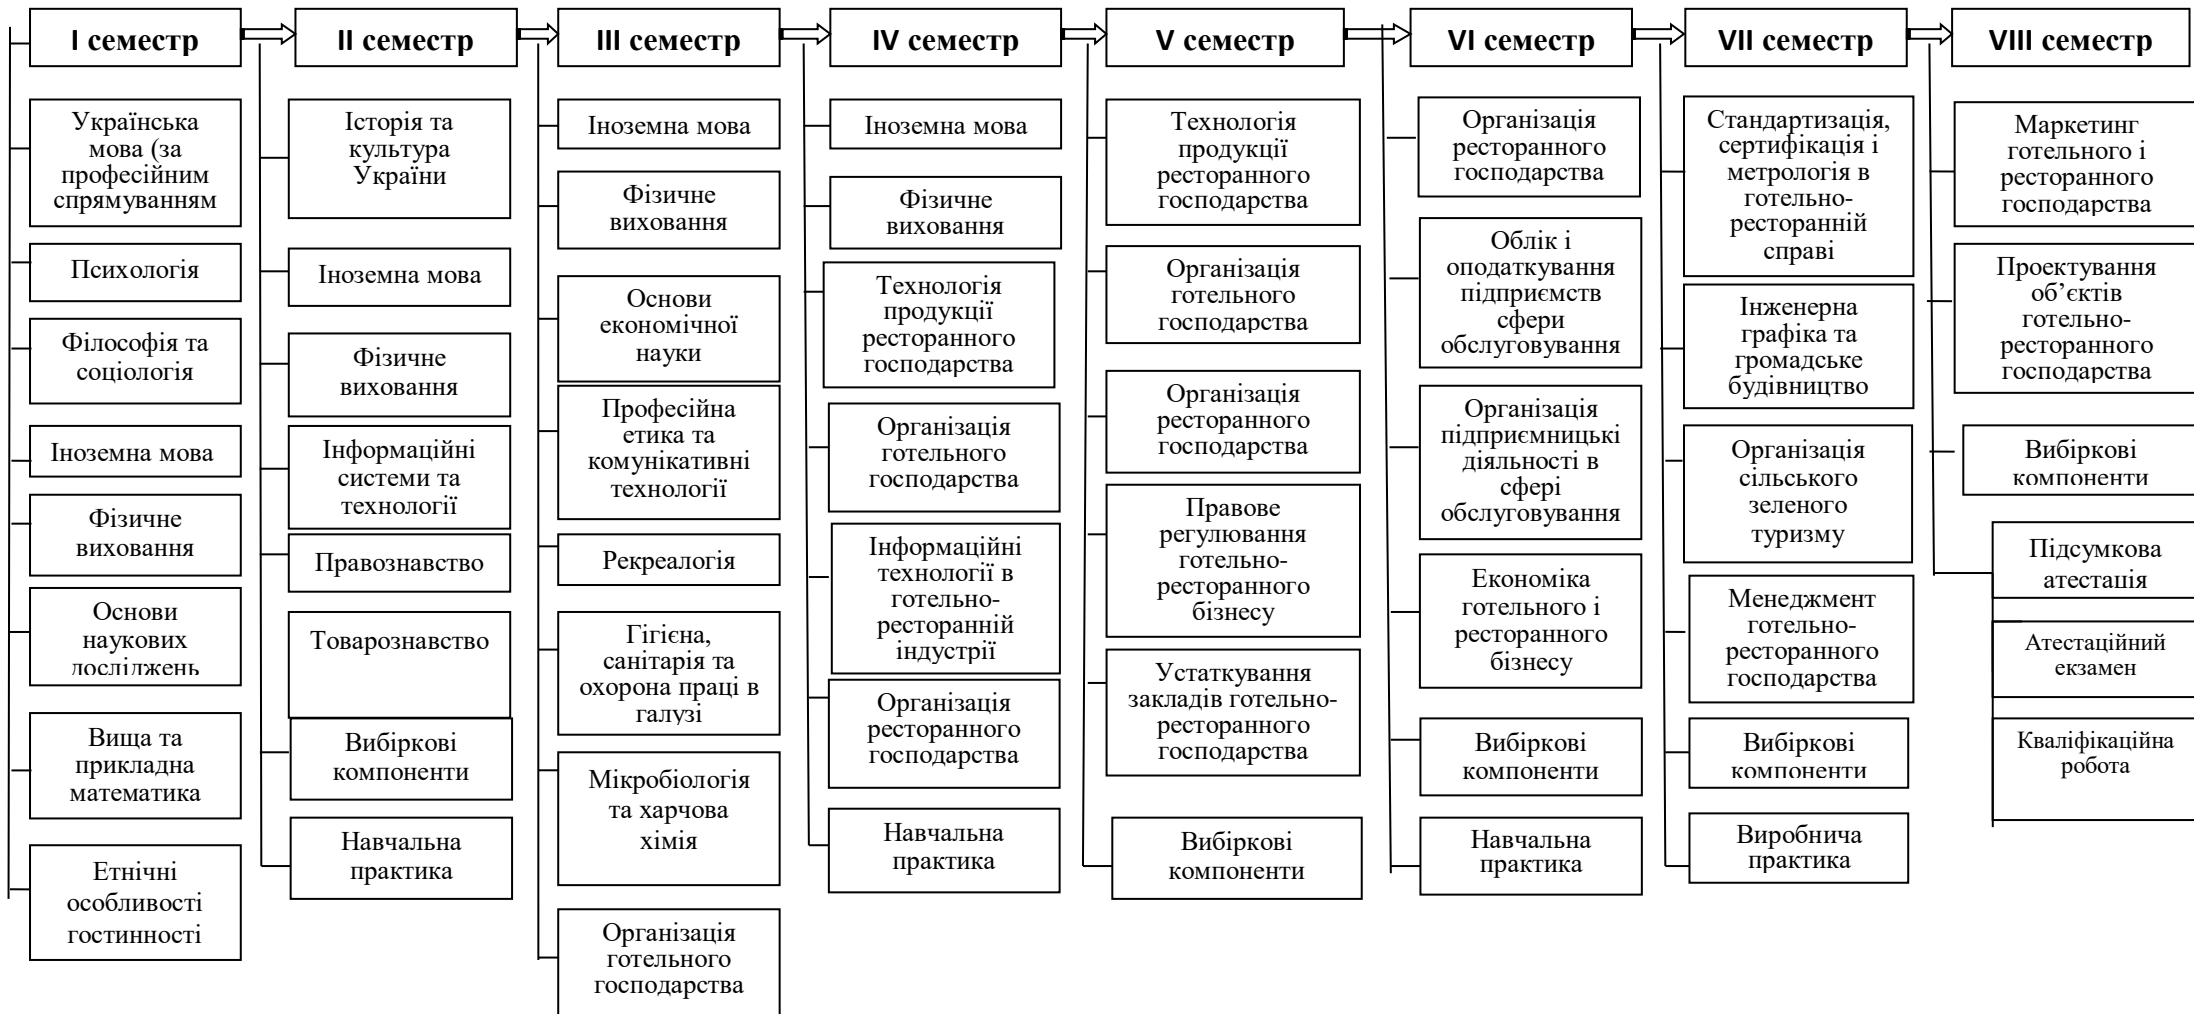 I семестр
II семестр
III семестр
IV семестр
V семестр
VI семестр
VII семестр
VIII семестр
Українська
мова (за
професійним
спрямуванням
Психологія
Філософія та
соціологія
Іноземна мова
Фізичне
виховання
Основи
наукових
досліджень
Вища та
прикладна
математика
Етнічні
особливості
гостинності
Історія та
культура
України
Іноземна мова
Фізичне
виховання
Інформаційні
системи та
технології
Правознавство
Товарознавство
Вибіркові
компоненти
Навчальна
практика
Іноземна мова
Фізичне
виховання
Основи
економічної
науки
Професійна
етика та
комунікативні
технології
Рекреалогія
Гігієна,
санітарія та
охорона праці в
галузі
Мікробіологія
та харчова
хімія
Організація
готельного
господарства
Іноземна мова
Фізичне
виховання
Технологія
продукції
ресторанного
господарства
Організація
готельного
господарства
Інформаційні
технології в
готельно-
ресторанній
індустрії
Організація
ресторанного
господарства
Навчальна
практика
Технологія
продукції
ресторанного
господарства
Організація
готельного
господарства
Організація
ресторанного
господарства
Правове
регулювання
готельно-
ресторанного
бізнесу
Устаткування
закладів готельно-
ресторанного
господарства
Вибіркові
компоненти
Організація
ресторанного
господарства
Облік і
оподаткування
підприємств
сфери
обслуговування
Організація
підприємницькі
діяльності в
сфері
обслуговування
Економіка
готельного і
ресторанного
бізнесу
Вибіркові
компоненти
Навчальна
практика
Стандартизація,
сертифікація і
метрологія в
готельно-
ресторанній
справі
Інженерна
графіка та
громадське
будівництво
Організація
сільського
зеленого
туризму
Менеджмент
готельно-
ресторанного
господарства
Вибіркові
компоненти
Виробнича
практика
Маркетинг
готельного і
ресторанного
господарства
Проектування
об’єктів
готельно-
ресторанного
господарства
Вибіркові
компоненти
Підсумкова
атестація
Атестаційний
екзамен
Кваліфікаційна
робота